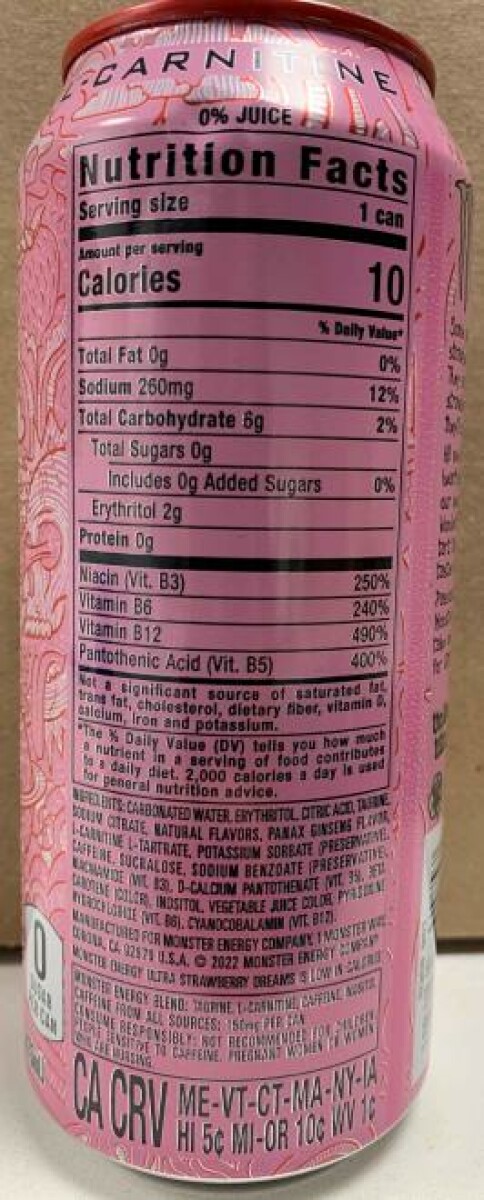 L-CARNITINE
0% JUICE
Nutrition Facts
Serving size 1 can
Amount per serving
Calories 10
% Daily Value*
Total Fat 0g 0%
Sodium 260mg 12%
Total Carbohydrate 6g 2%
Total Sugars 0g
Includes 0g Added Sugars 0%
Erythritol 2g
Protein 0g
Niacin (Vit. B3) 250%
Vitamin B6 240%
Vitamin B12 490%
Pantothenic Acid (Vit. B5) 400%
Not a significant source of saturated fat,
trans fat, cholesterol, dietary fiber, vitamin D,
calcium, iron and potassium.
*The % Daily Value (DV) tells you how much
a nutrient in a serving of food contributes
to a daily diet. 2,000 calories a day is used
for general nutrition advice.
INGREDIENTS: CARBONATED WATER, ERYTHRITOL, CITRIC ACID, TAURINE,
SODIUM CITRATE, NATURAL FLAVORS, PANAX GINSENG FLAVOR,
L-CARNITINE L-TARTRATE, POTASSIUM SORBATE (PRESERVATIVE),
CAFFEINE, SUCRALOSE, SODIUM BENZOATE (PRESERVATIVE),
NIACINAMIDE (VIT. B3), D-CALCIUM PANTOTHENATE (VIT. B5), BETA
CAROTENE (COLOR), INOSITOL, VEGETABLE JUICE COLOR, PYRIDOXINE
HYDROCHLORIDE (VIT. B6), CYANOCOBALAMIN (VIT. B12).
MANUFACTURED FOR MONSTER ENERGY COMPANY, 1 MONSTER WAY,
CORONA, CA 92879 U.S.A. © 2022 MONSTER ENERGY COMPANY
MONSTER ENERGY ULTRA STRAWBERRY DREAMS IS LOW IN CALORIES
MONSTER ENERGY BLEND: TAURINE, L-CARNITINE, CAFFEINE, INOSITOL
CAFFEINE FROM ALL SOURCES: 150mg PER CAN
CONSUME RESPONSIBLY: NOT RECOMMENDED FOR CHILDREN,
PEOPLE SENSITIVE TO CAFFEINE, PREGNANT WOMEN OR WOMEN
WHO ARE NURSING.
0
SUGAR
PER CAN
CA CRV ME-VT-CT-MA-NY-IA
HI 5¢ MI-OR 10¢ WV 1¢